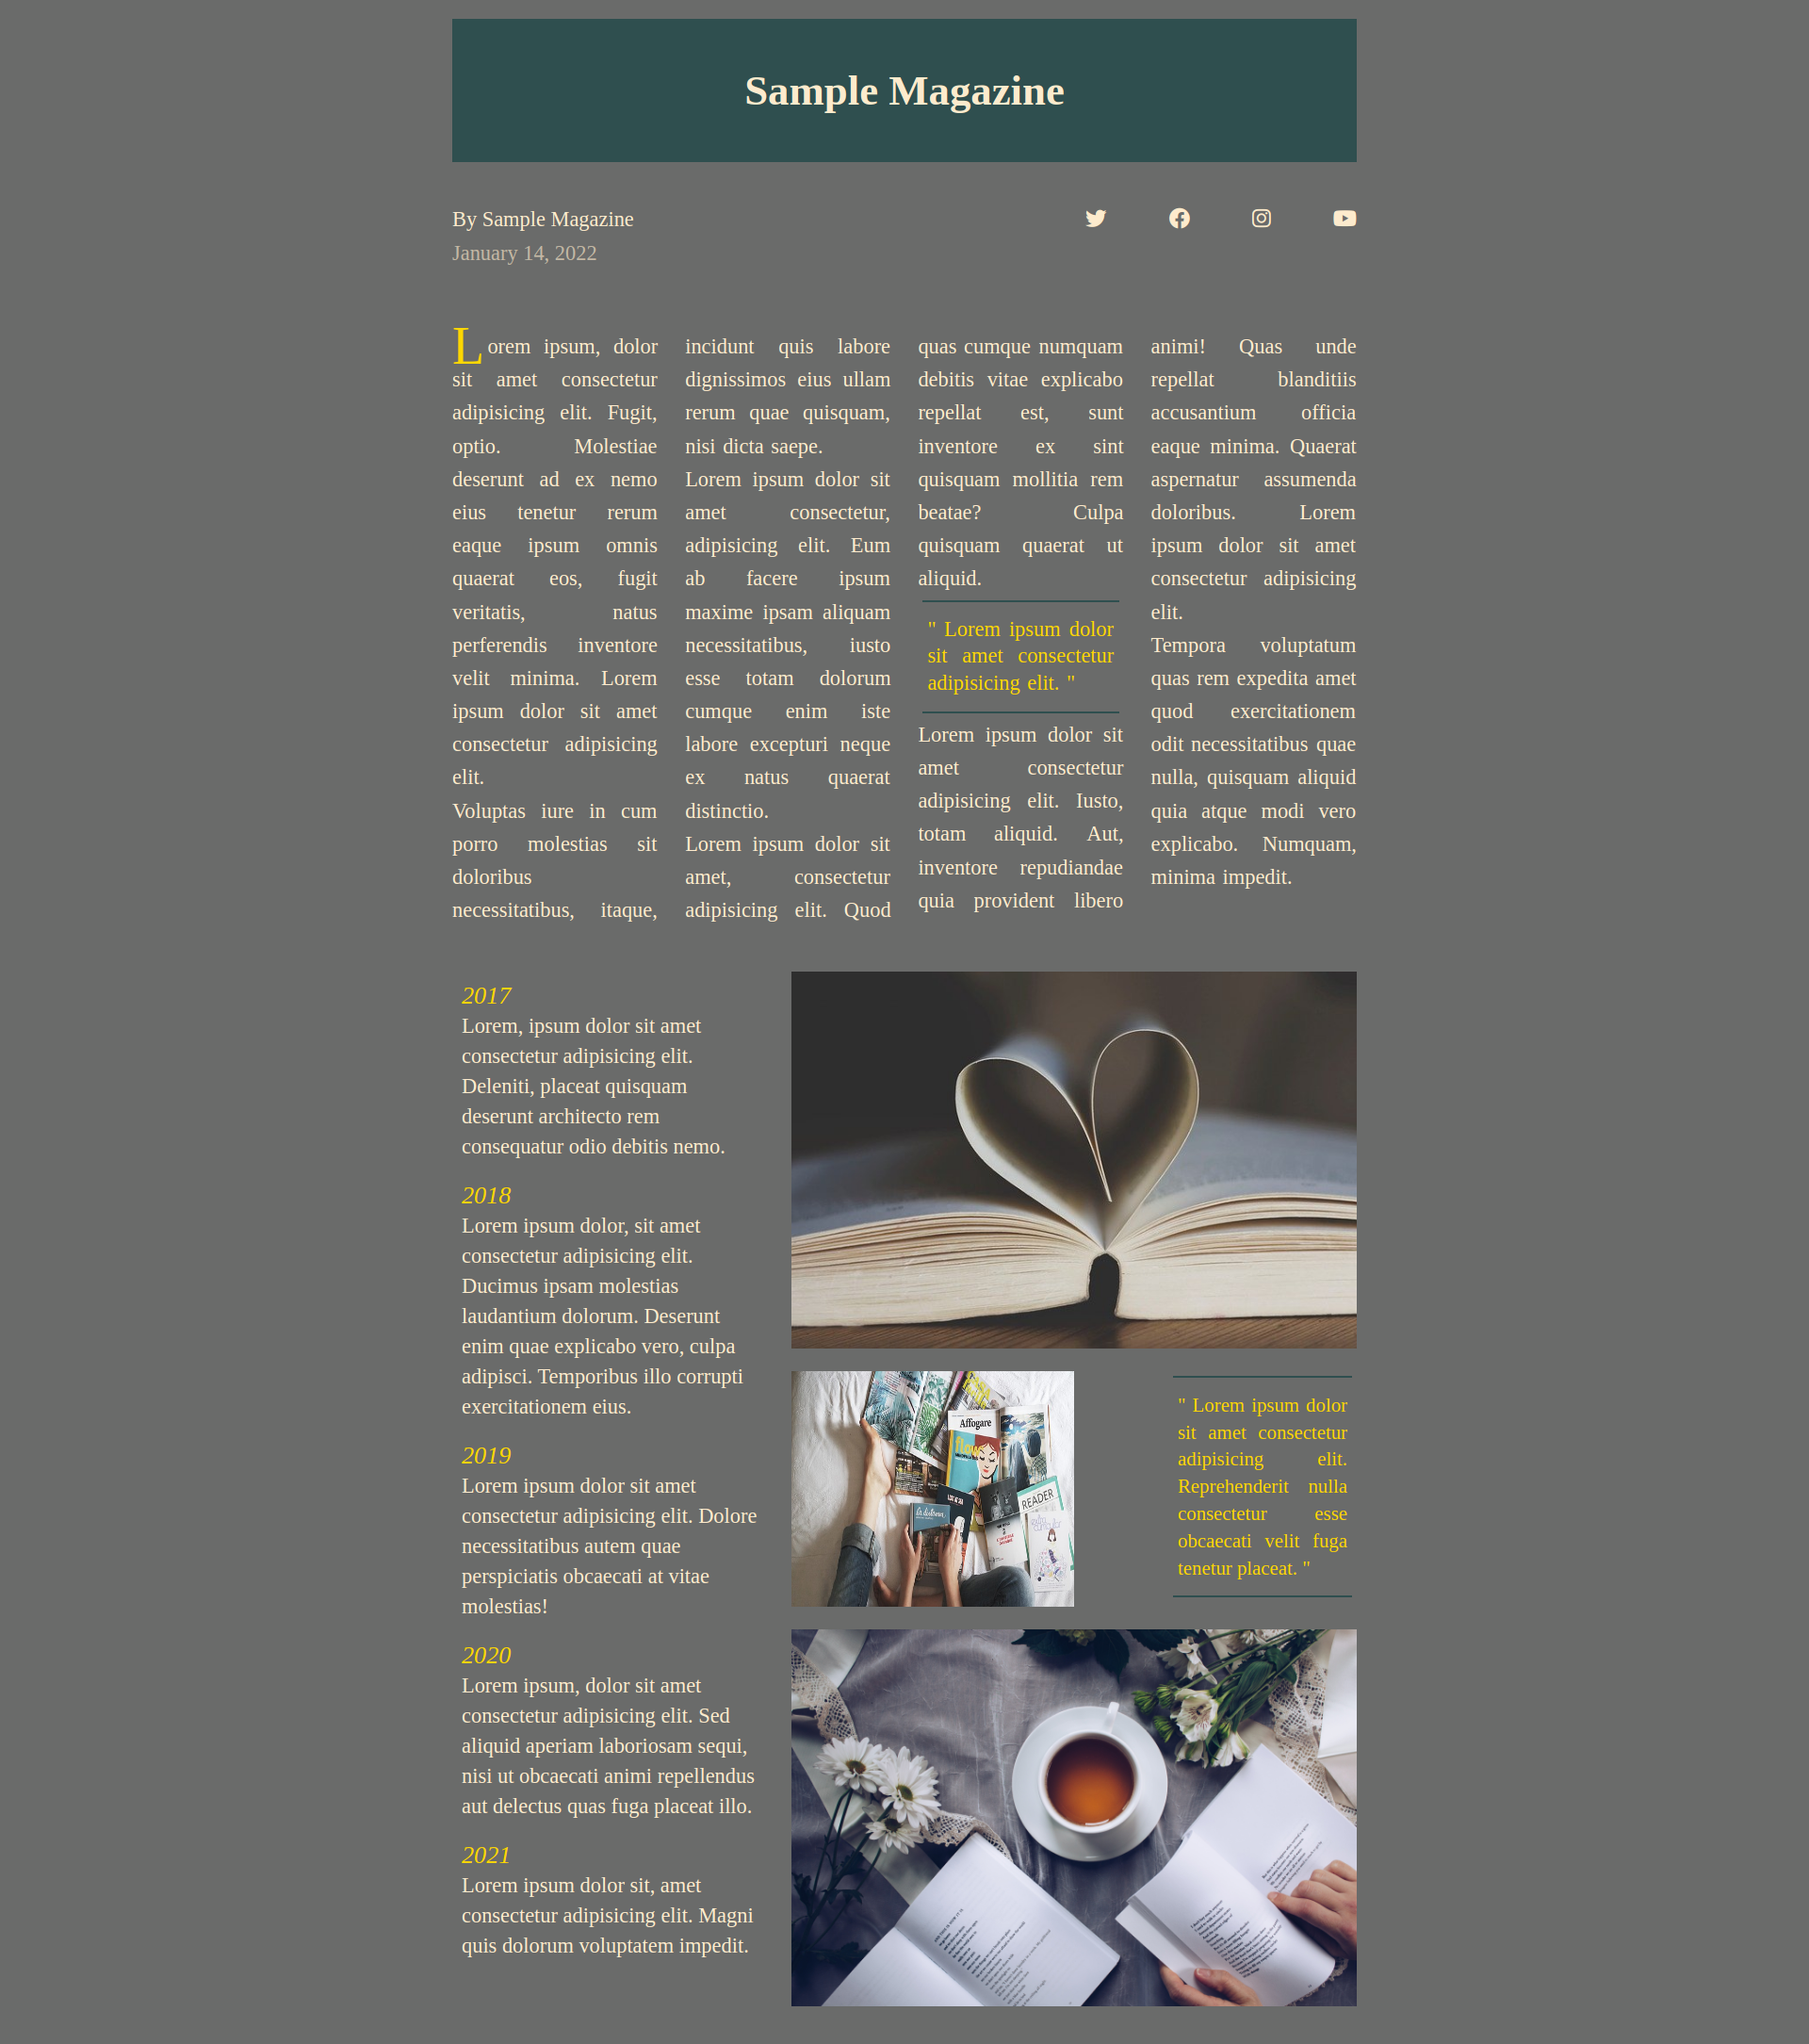 Sample Magazine
By Sample Magazine
January 14, 2022
Lorem ipsum, dolor
sit amet consectetur
adipisicing elit. Fugit,
optio. Molestiae
deserunt ad ex nemo
eius tenetur rerum
eaque ipsum omnis
quaerat eos, fugit
veritatis, natus
perferendis inventore
velit minima. Lorem
ipsum dolor sit amet
consectetur adipisicing
elit.
Voluptas iure in cum
porro molestias sit
doloribus
necessitatibus, itaque,
incidunt quis labore
dignissimos eius ullam
rerum quae quisquam,
nisi dicta saepe.
Lorem ipsum dolor sit
amet consectetur,
adipisicing elit. Eum
ab facere ipsum
maxime ipsam aliquam
necessitatibus, iusto
esse totam dolorum
cumque enim iste
labore excepturi neque
ex natus quaerat
distinctio.
Lorem ipsum dolor sit
amet, consectetur
adipisicing elit. Quod
quas cumque numquam
debitis vitae explicabo
repellat est, sunt
inventore ex sint
quisquam mollitia rem
beatae? Culpa
quisquam quaerat ut
aliquid.
" Lorem ipsum dolor
sit amet consectetur
adipisicing elit. "
Lorem ipsum dolor sit
amet consectetur
adipisicing elit. Iusto,
totam aliquid. Aut,
inventore repudiandae
quia provident libero
animi! Quas unde
repellat blanditiis
accusantium officia
eaque minima. Quaerat
aspernatur assumenda
doloribus. Lorem
ipsum dolor sit amet
consectetur adipisicing
elit.
Tempora voluptatum
quas rem expedita amet
quod exercitationem
odit necessitatibus quae
nulla, quisquam aliquid
quia atque modi vero
explicabo. Numquam,
minima impedit.
2017
Lorem, ipsum dolor sit amet
consectetur adipisicing elit.
Deleniti, placeat quisquam
deserunt architecto rem
consequatur odio debitis nemo.
2018
Lorem ipsum dolor, sit amet
consectetur adipisicing elit.
Ducimus ipsam molestias
laudantium dolorum. Deserunt
enim quae explicabo vero, culpa
adipisci. Temporibus illo corrupti
exercitationem eius.
2019
Lorem ipsum dolor sit amet
consectetur adipisicing elit. Dolore
necessitatibus autem quae
perspiciatis obcaecati at vitae
molestias!
2020
Lorem ipsum, dolor sit amet
consectetur adipisicing elit. Sed
aliquid aperiam laboriosam sequi,
nisi ut obcaecati animi repellendus
aut delectus quas fuga placeat illo.
2021
Lorem ipsum dolor sit, amet
consectetur adipisicing elit. Magni
quis dolorum voluptatem impedit.
Affogare
flow
READER
" Lorem ipsum dolor
sit amet consectetur
adipisicing elit.
Reprehenderit nulla
consectetur esse
obcaecati velit fuga
tenetur placeat. "